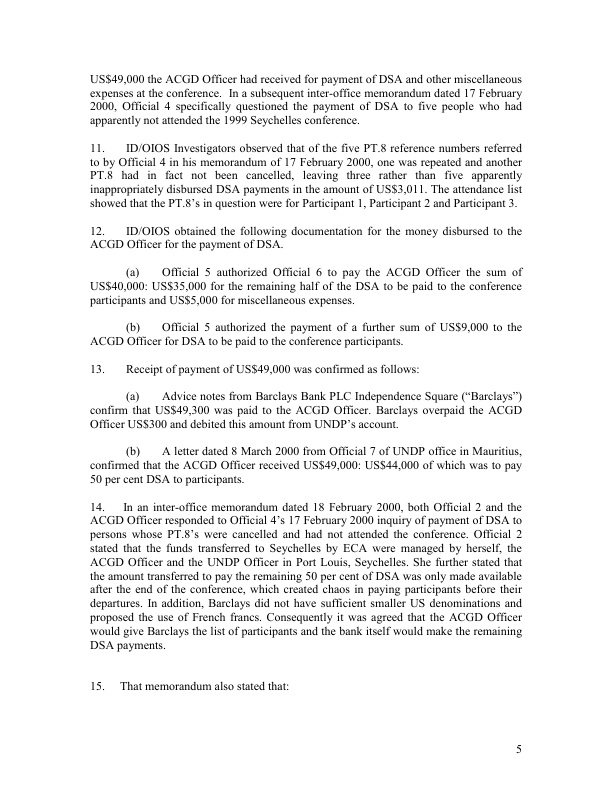 US$49,000 the ACGD Officer had received for payment of DSA and other miscellaneous
expenses at the conference.  In a subsequent inter-office memorandum dated 17 February
2000, Official 4 specifically questioned the payment of DSA to five people who had
apparently not attended the 1999 Seychelles conference.
11. ID/OIOS Investigators observed that of the five PT.8 reference numbers referred
to by Official 4 in his memorandum of 17 February 2000, one was repeated and another
PT.8 had in fact not been cancelled, leaving three rather than five apparently
inappropriately disbursed DSA payments in the amount of US$3,011. The attendance list
showed that the PT.8's in question were for Participant 1, Participant 2 and Participant 3.
12. ID/OIOS obtained the following documentation for the money disbursed to the
ACGD Officer for the payment of DSA.
(a) Official 5 authorized Official 6 to pay the ACGD Officer the sum of
US$40,000: US$35,000 for the remaining half of the DSA to be paid to the conference
participants and US$5,000 for miscellaneous expenses.
(b) Official 5 authorized the payment of a further sum of US$9,000 to the
ACGD Officer for DSA to be paid to the conference participants.
13. Receipt of payment of US$49,000 was confirmed as follows:
(a) Advice notes from Barclays Bank PLC Independence Square (“Barclays”)
confirm that US$49,300 was paid to the ACGD Officer. Barclays overpaid the ACGD
Officer US$300 and debited this amount from UNDP's account.
(b) A letter dated 8 March 2000 from Official 7 of UNDP office in Mauritius,
confirmed that the ACGD Officer received US$49,000: US$44,000 of which was to pay
50 per cent DSA to participants.
14. In an inter-office memorandum dated 18 February 2000, both Official 2 and the
ACGD Officer responded to Official 4's 17 February 2000 inquiry of payment of DSA to
persons whose PT.8's were cancelled and had not attended the conference. Official 2
stated that the funds transferred to Seychelles by ECA were managed by herself, the
ACGD Officer and the UNDP Officer in Port Louis, Seychelles. She further stated that
the amount transferred to pay the remaining 50 per cent of DSA was only made available
after the end of the conference, which created chaos in paying participants before their
departures. In addition, Barclays did not have sufficient smaller US denominations and
proposed the use of French francs. Consequently it was agreed that the ACGD Officer
would give Barclays the list of participants and the bank itself would make the remaining
DSA payments.
15. That memorandum also stated that:
5